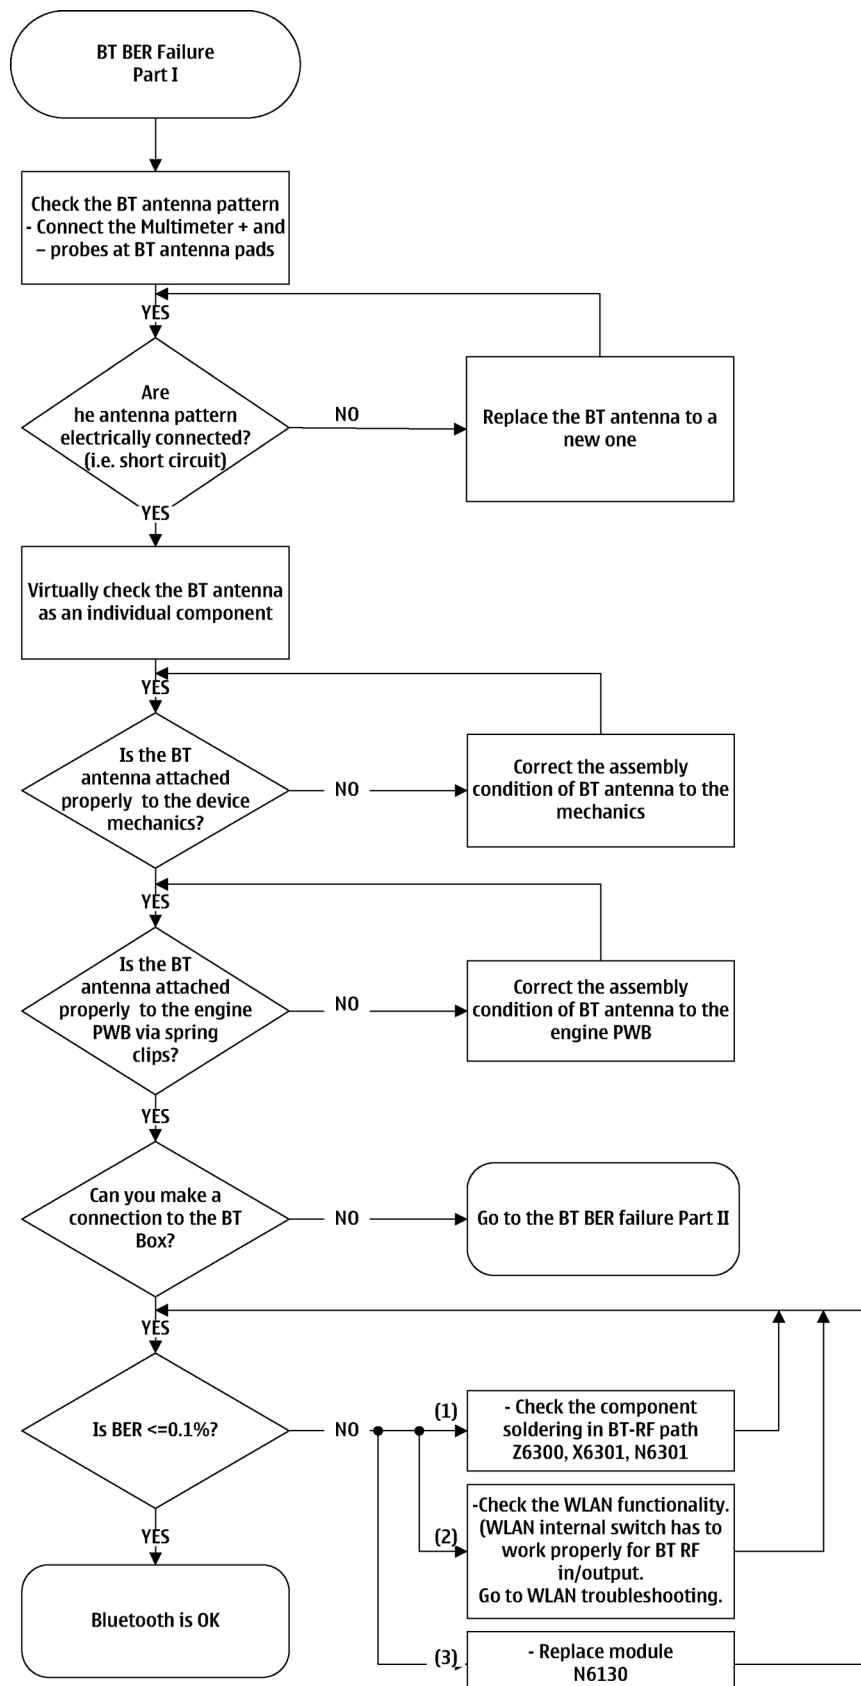 BT BER Failure
Part I
Check the BT antenna pattern
- Connect the Multimeter + and
– probes at BT antenna pads
YES
Are
he antenna pattern
electrically connected?
(i.e. short circuit)
NO
Replace the BT antenna to a
new one
YES
Virtually check the BT antenna
as an individual component
YES
Is the BT
antenna attached
properly to the device
mechanics?
NO
Correct the assembly
condition of BT antenna to the
mechanics
YES
Is the BT
antenna attached
properly to the engine
PWB via spring
clips?
NO
Correct the assembly
condition of BT antenna to the
engine PWB
YES
Can you make a
connection to the BT
Box?
NO
Go to the BT BER failure Part II
YES
Is BER <=0.1%?
NO
(1)
- Check the component
soldering in BT-RF path
Z6300, X6301, N6301
(2)
-Check the WLAN functionality.
(WLAN internal switch has to
work properly for BT RF
in/output.
Go to WLAN troubleshooting.
YES
Bluetooth is OK
(3)
- Replace module
N6130